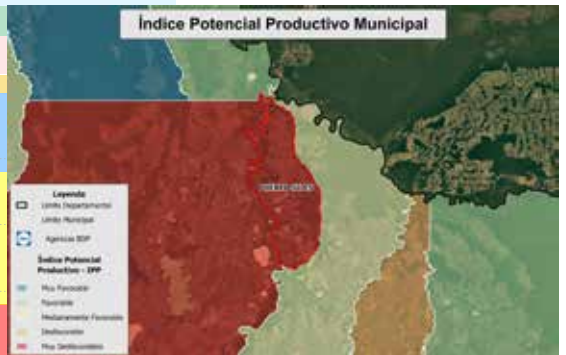 Índice Potencial Productivo Municipal
Leyenda
Límite Departamental
Límite Municipal
Agencias BDP
Índice Potencial
Productivo - IPP
Muy Favorable
Favorable
Medianamente Favorable
Desfavorable
Muy Desfavorable